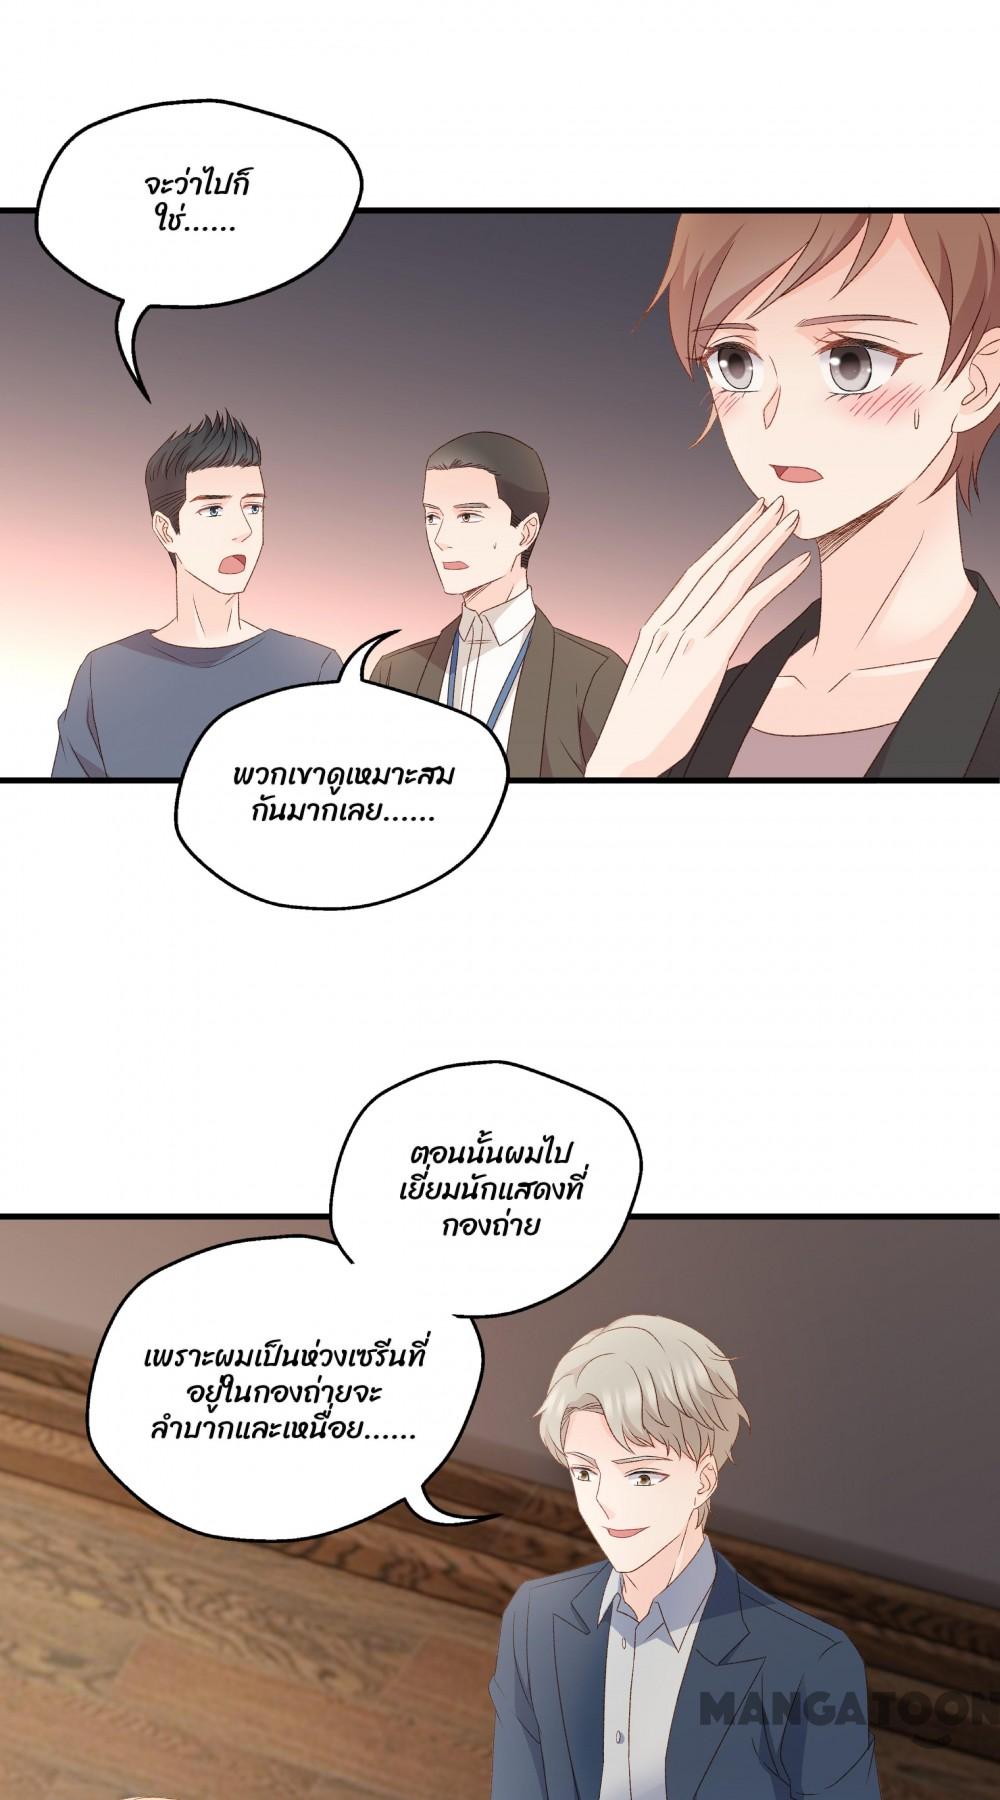 จะว่าไปก็
ใช่......
พวกเขาดูเหมาะสม
กันมากเลย......
ตอนนั้นผมไป
เยี่ยมนักแสดงที่
กองถ่าย
เพราะผมเป็นห่วงเซรีนที่
อยู่ในกองถ่ายจะ
ลำบากและเหนื่อย......
MANGATOON